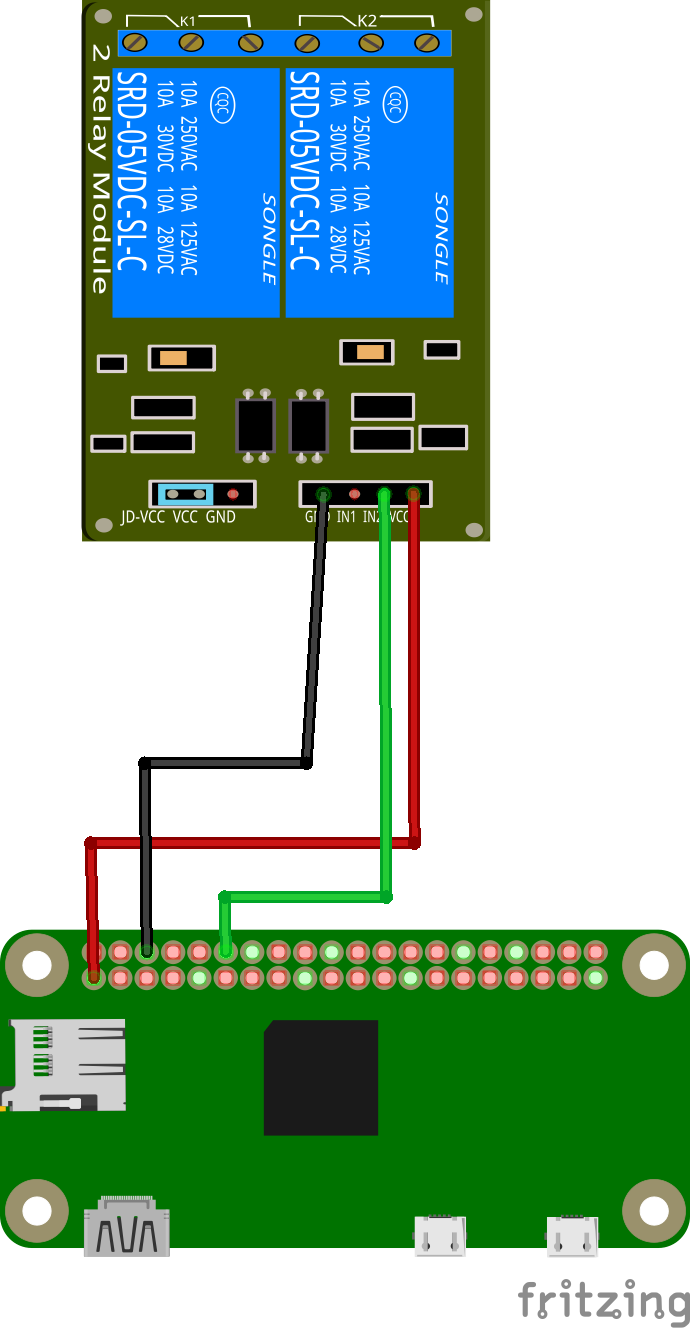 K1
K2
2 Relay Module
SRD-05VDC-SL-C
10A 30VDC 10A 28VDC
10A 250VAC 10A 125VAC
CQC
SONGLE
SRD-05VDC-SL-C
10A 30VDC 10A 28VDC
10A 250VAC 10A 125VAC
CQC
SONGLE
JD-VCC VCC GND
GND IN1 IN2 VCC
fritzing